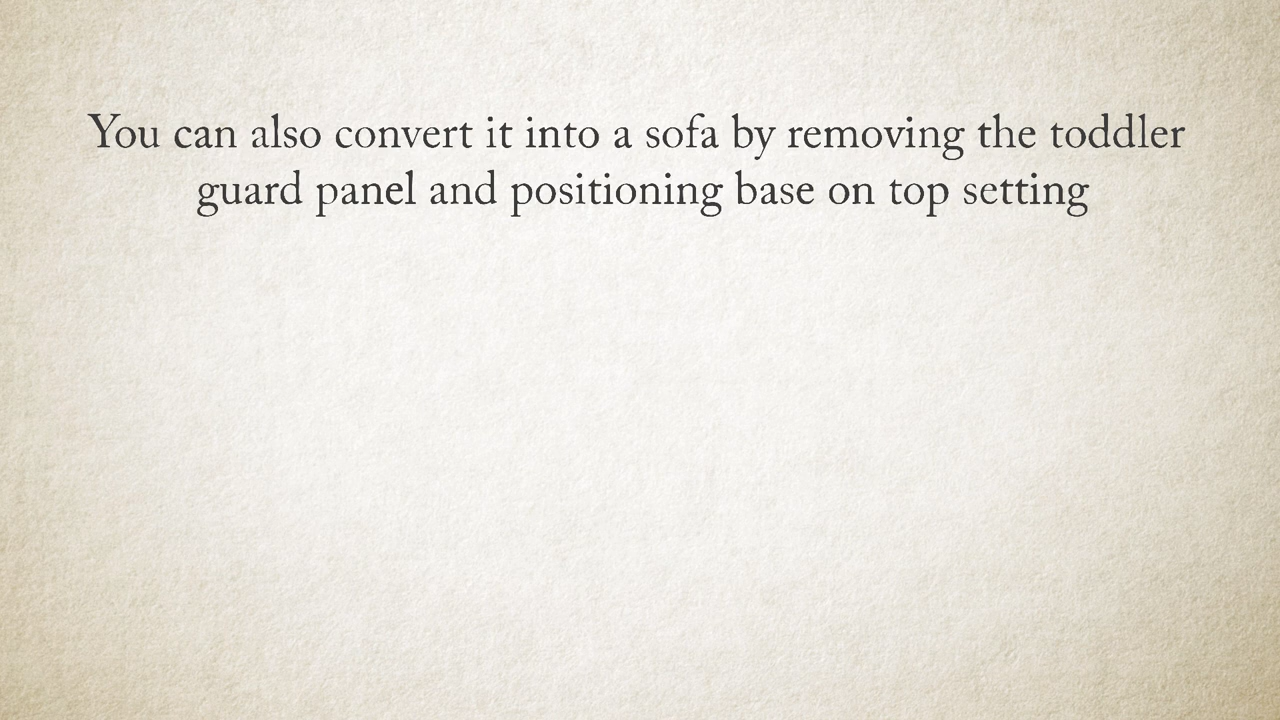 You can also convert it into a sofa by removing the toddler
guard panel and positioning base on top setting